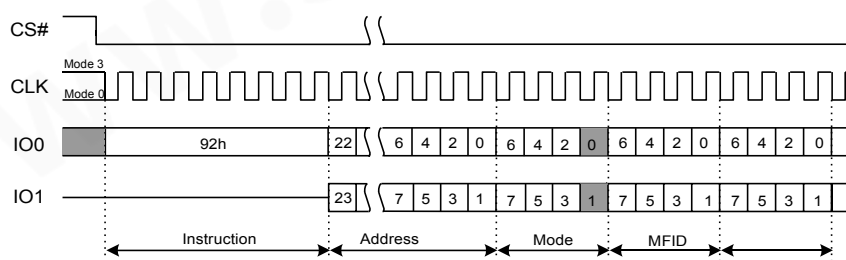 CS#
Mode 3
CLK
Mode 0
IO0 92h 22 6 4 2 0 6 4 2 0 6 4 2 0 6 4 2 0
IO1 23 7 5 3 1 7 5 3 1 7 5 3 1 7 5 3 1
Instruction Address Mode MFID